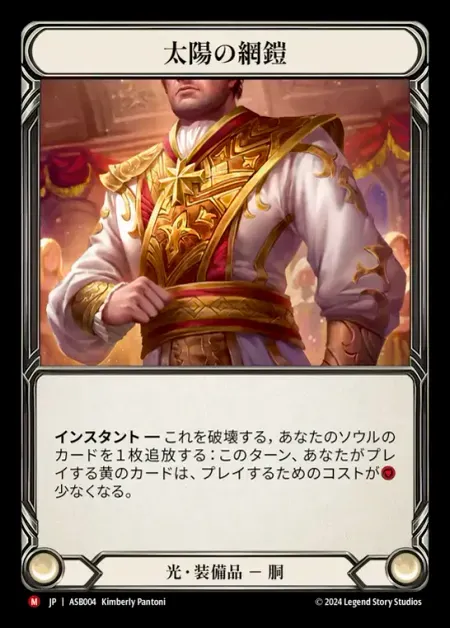 太陽の網鎧
インスタント ー これを破壊する，あなたのソウルの
カードを１枚追放する：このターン、あなたがプレ
イする黄のカードは、プレイするためのコストが
少なくなる。
光・装備品 － 胴
M JP | ASB004 Kimberly Pantoni
© 2024 Legend Story Studios